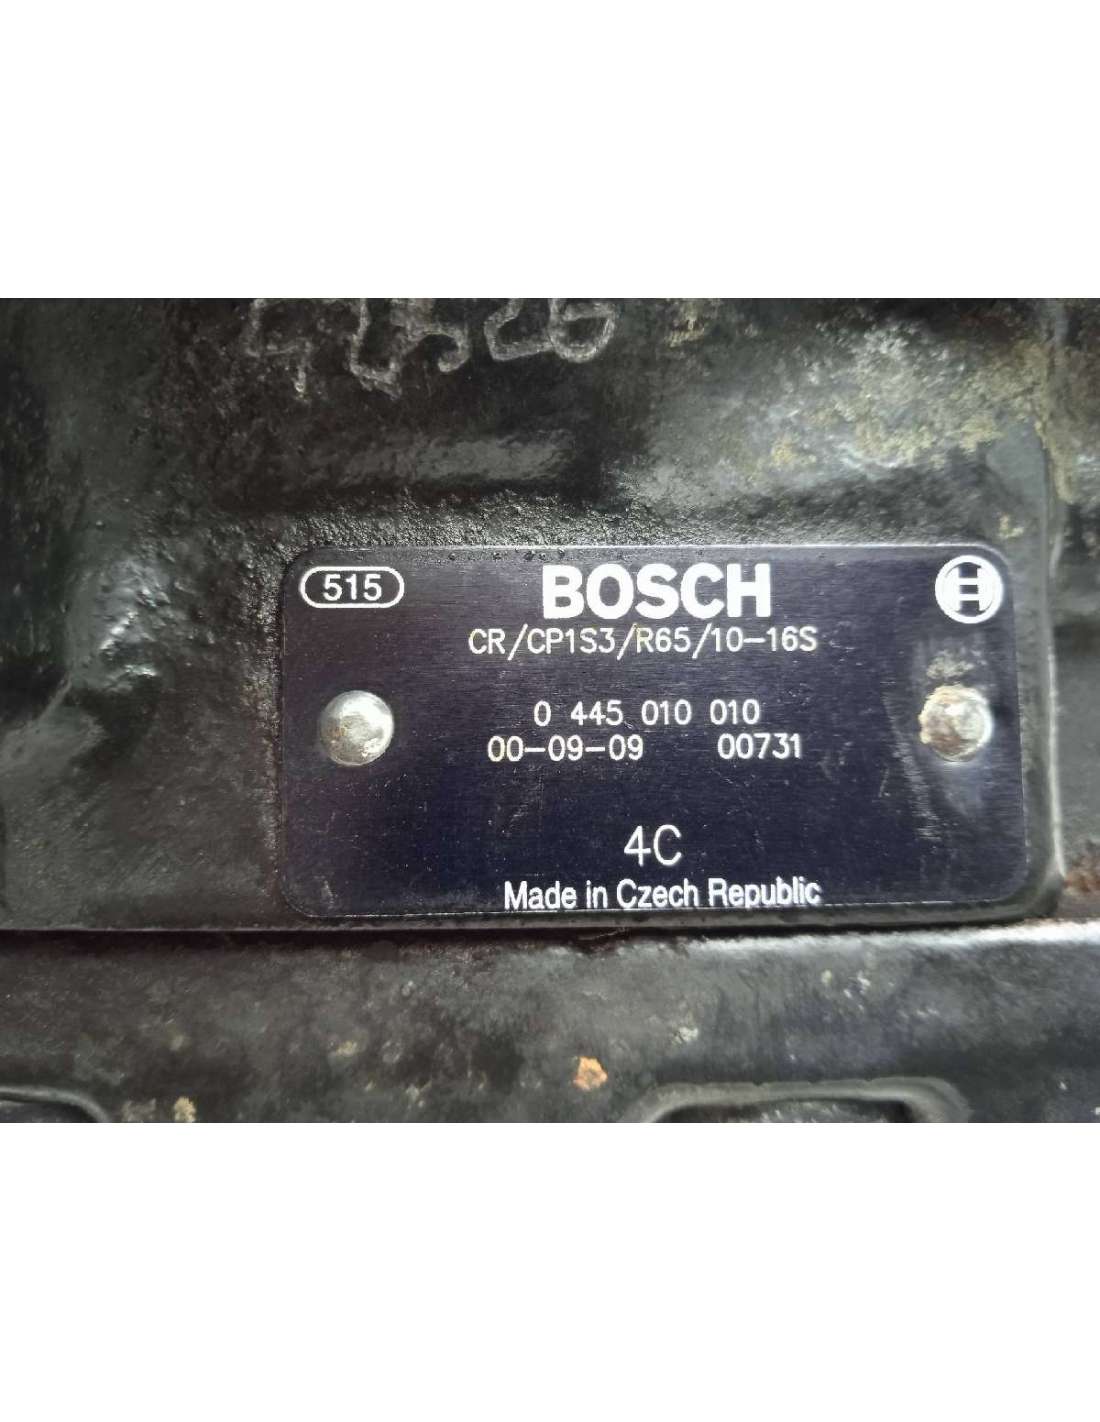 515
BOSCH
CR/CP1S3/R65/10-16S
0 445 010 010
00-09-09 00731
4C
Made in Czech Republic